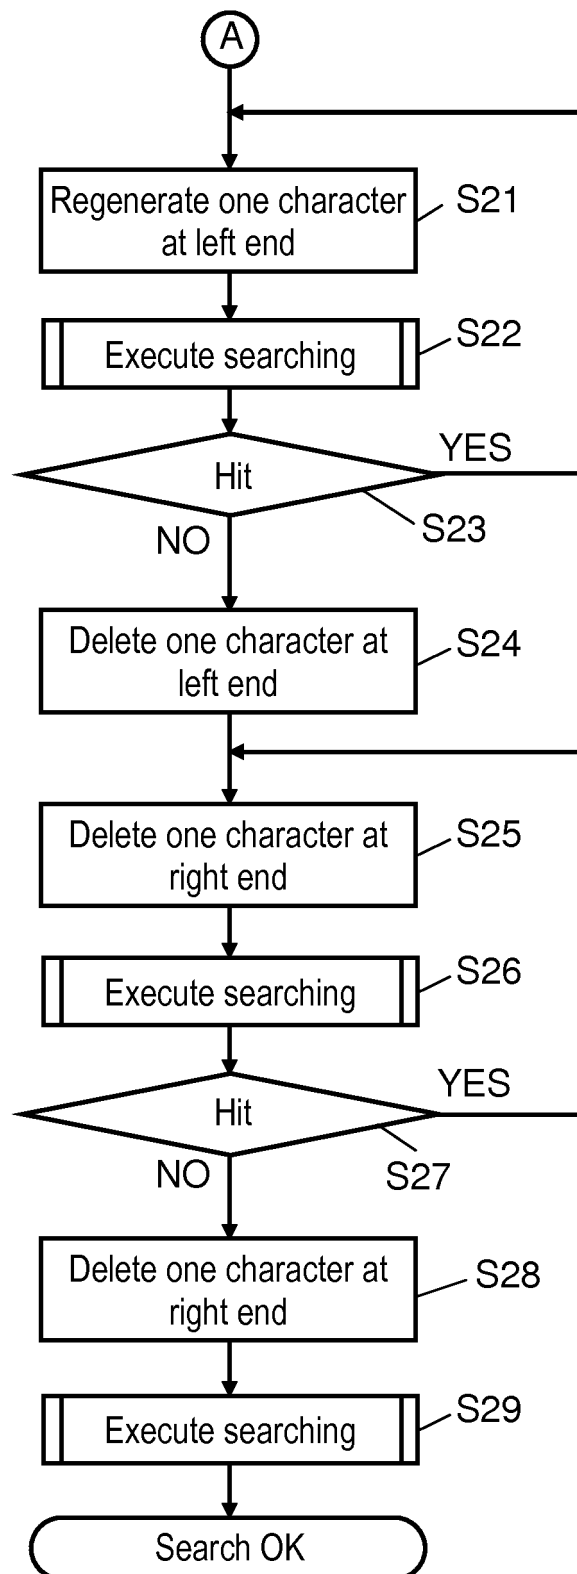 A
Regenerate one character
at left end
S21
Execute searching
S22
Hit
YES
S23
NO
Delete one character at
left end
S24
Delete one character at
right end
S25
Execute searching
S26
Hit
YES
S27
NO
Delete one character at
right end
S28
Execute searching
S29
Search OK